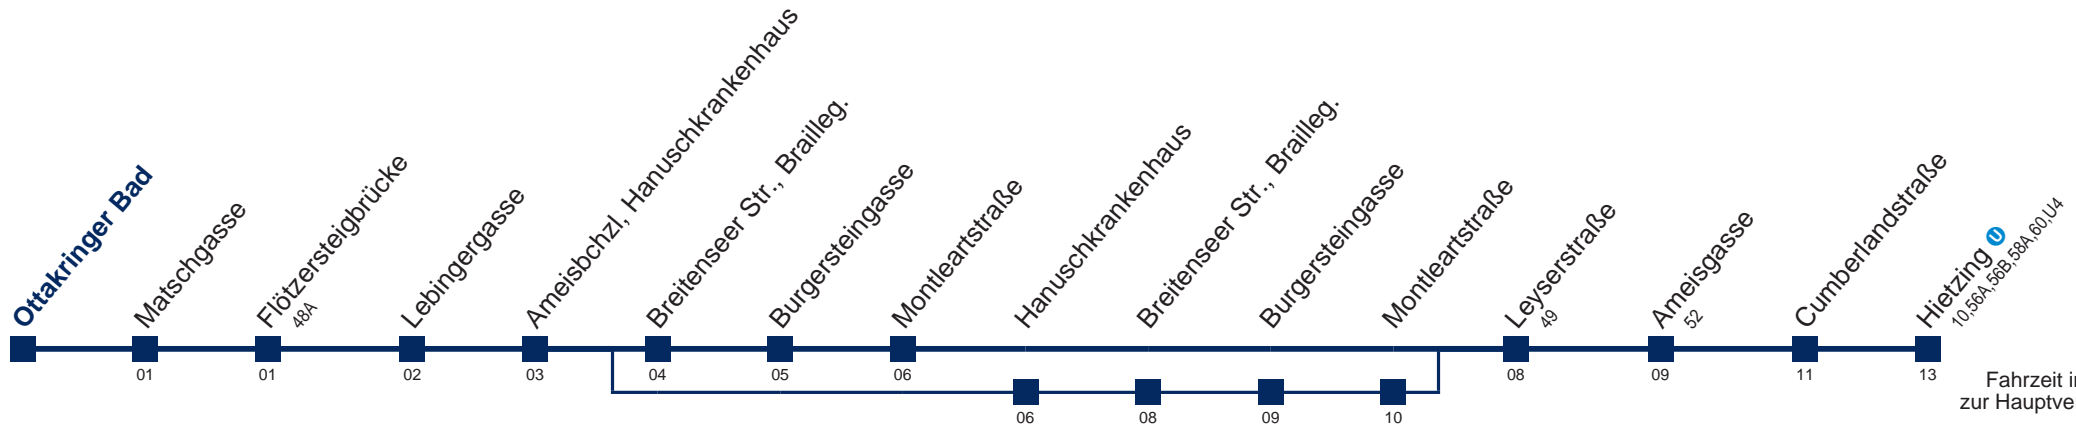 Ottakringer Bad
Matschgasse
Flötzersteigbrücke
48A
Lebingergasse
Ameisbchzl, Hanuschkrankenhaus
Breitenseer Str., Brailleg.
Burgersteingasse
Montleartstraße
Hanuschkrankenhaus
Breitenseer Str., Brailleg.
Burgersteingasse
Montleartstraße
Leyserstraße
49
Ameisgasse
52
Cumberlandstraße
Hietzing U
10,56A,56B,58A,60,U4
01 01 02 03 04 05 06 08 09 11 13
06 08 09 10
Fahrzeit i
zur Hauptve